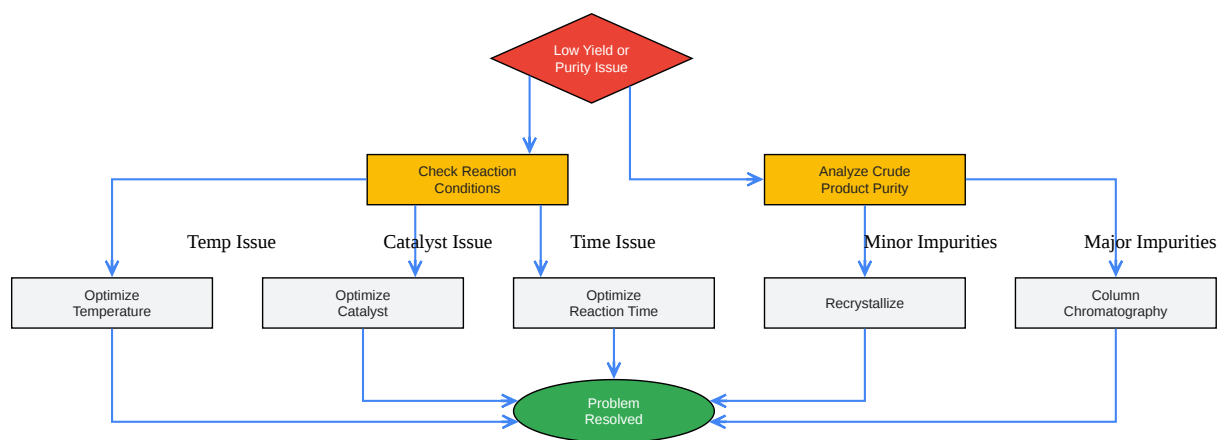 Low Yield or
Purity Issue
Check Reaction
Conditions
Analyze Crude
Product Purity
Temp Issue
Catalyst Issue
Time Issue
Minor Impurities
Major Impurities
Optimize
Temperature
Optimize
Catalyst
Optimize
Reaction Time
Recrystallize
Column
Chromatography
Problem
Resolved